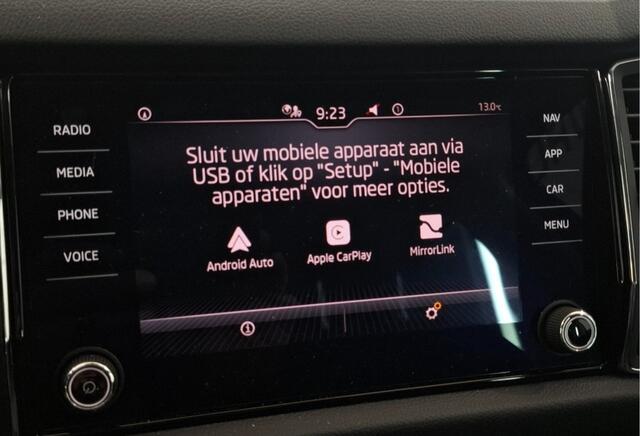 9:23
13.0°C
RADIO
MEDIA
PHONE
VOICE
Sluit uw mobiele apparaat aan via
USB of klik op "Setup" - "Mobiele
apparaten" voor meer opties.
Android Auto
Apple CarPlay
MirrorLink
NAV
APP
CAR
MENU